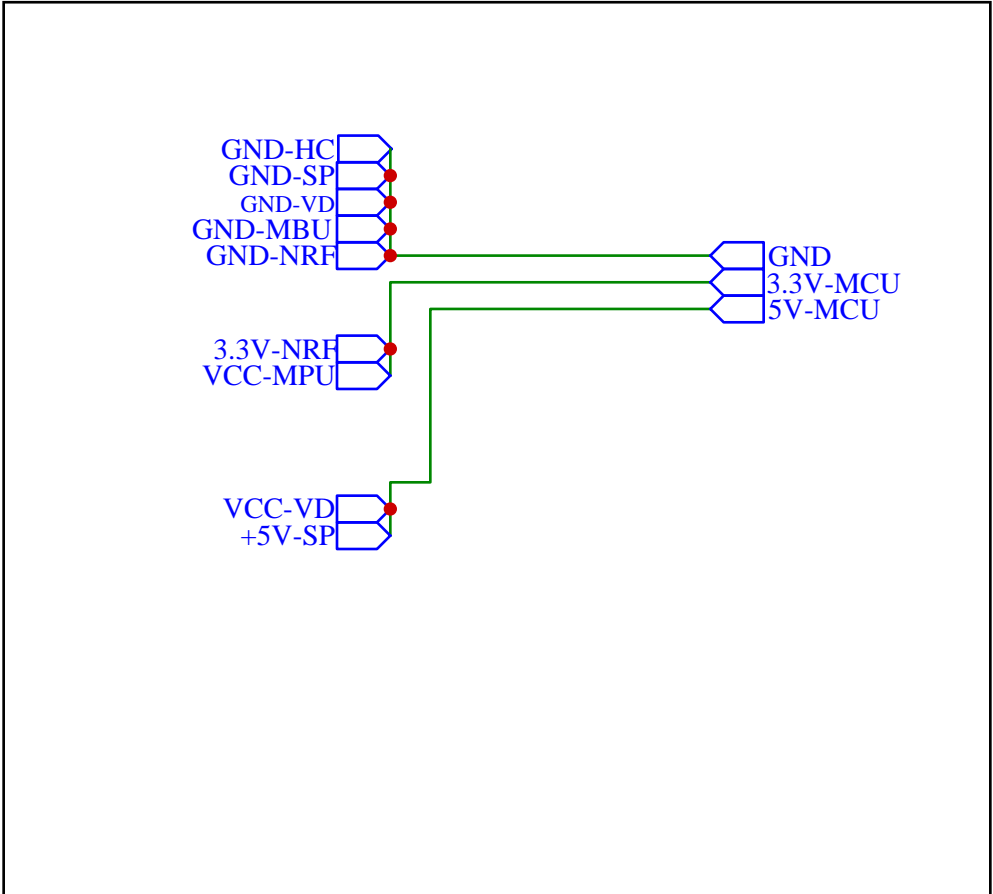 GND-HC
GND-SP
GND-VD
GND-MBU
GND-NRF
GND
3.3V-MCU
5V-MCU
3.3V-NRF
VCC-MPU
VCC-VD
+5V-SP